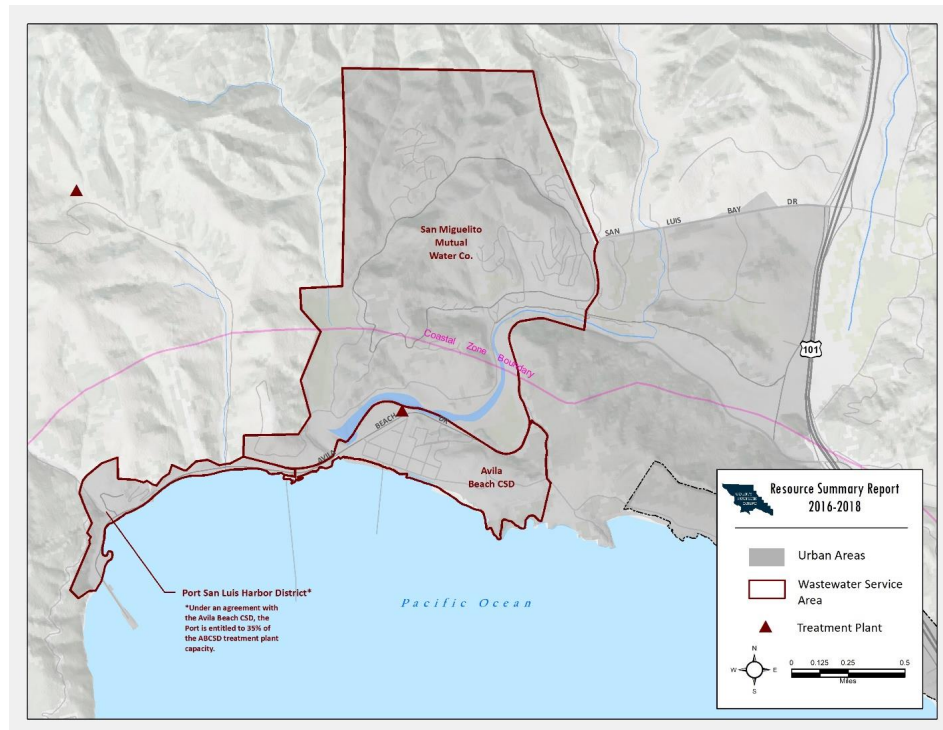 SAN LUIS BAY DR
San Miguelito
Mutual
Water Co.
Coastal Zone Boundary
101
AVILA BEACH DR
Avila
Beach CSD
Port San Luis Harbor District*
*Under an agreement with
the Avila Beach CSD, the
Port is entitled to 35% of
the ABCSD treatment plant
capacity.
Pacific Ocean
Resource Summary Report
2016-2018
Urban Areas
Wastewater Service
Area
Treatment Plant
N
W E
S
0 0.125 0.25 0.5
Miles